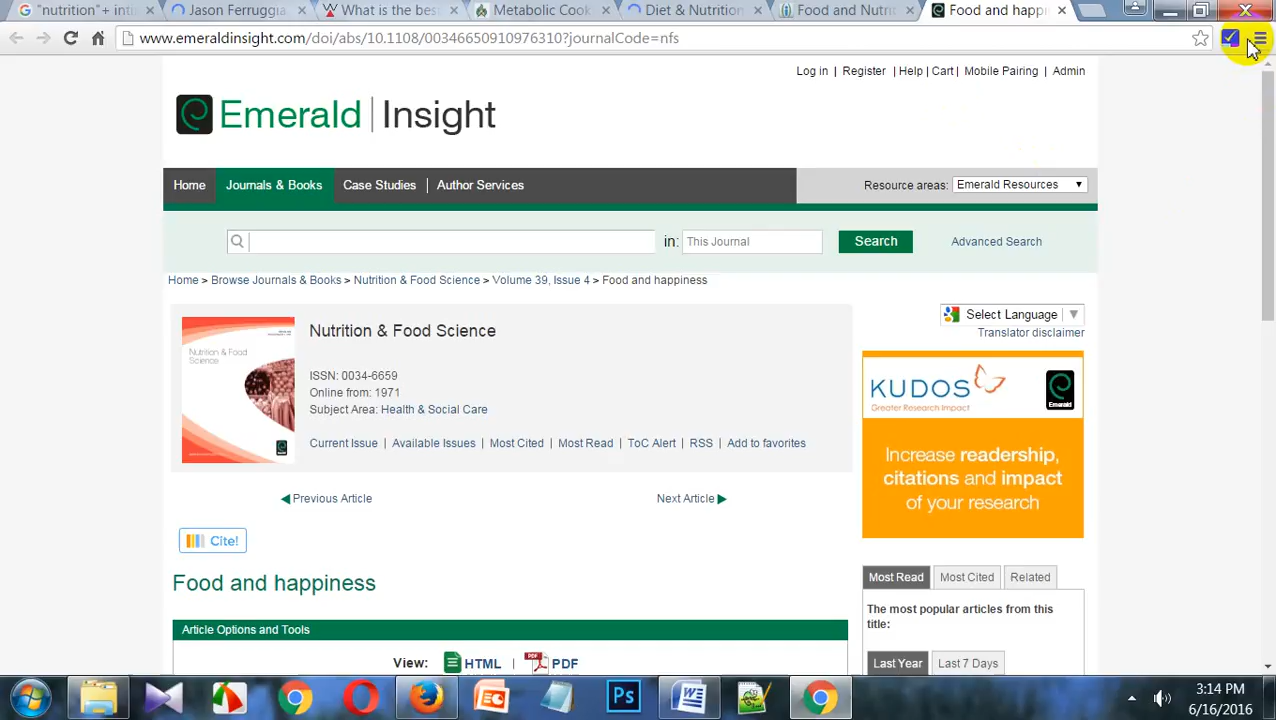 "nutrition" + inti
Jason Ferruggia
What is the bes
Metabolic Cook
Diet & Nutrition
Food and Nutri
Food and happi
www.emeraldinsight.com/doi/abs/10.1108/00346650910976310?journalCode=nfs
Log in | Register | Help | Cart | Mobile Pairing | Admin
Emerald | Insight
Home
Journals & Books
Case Studies
Author Services
Resource areas: Emerald Resources
in: This Journal
Search
Advanced Search
Home > Browse Journals & Books > Nutrition & Food Science > Volume 39, Issue 4 > Food and happiness
Nutrition & Food Science
Nutrition & Food
Science
ISSN: 0034-6659
Online from: 1971
Subject Area: Health & Social Care
Current Issue | Available Issues | Most Cited | Most Read | ToC Alert | RSS | Add to favorites
Select Language
Translator disclaimer
KUDOS
Greater Research Impact
Emerald
Increase readership,
citations and impact
of your research
Previous Article
Next Article
Cite!
Food and happiness
Article Options and Tools
View: HTML | PDF
Most Read
Most Cited
Related
The most popular articles from this
title:
Last Year
Last 7 Days
Ps
3:14 PM
6/16/2016